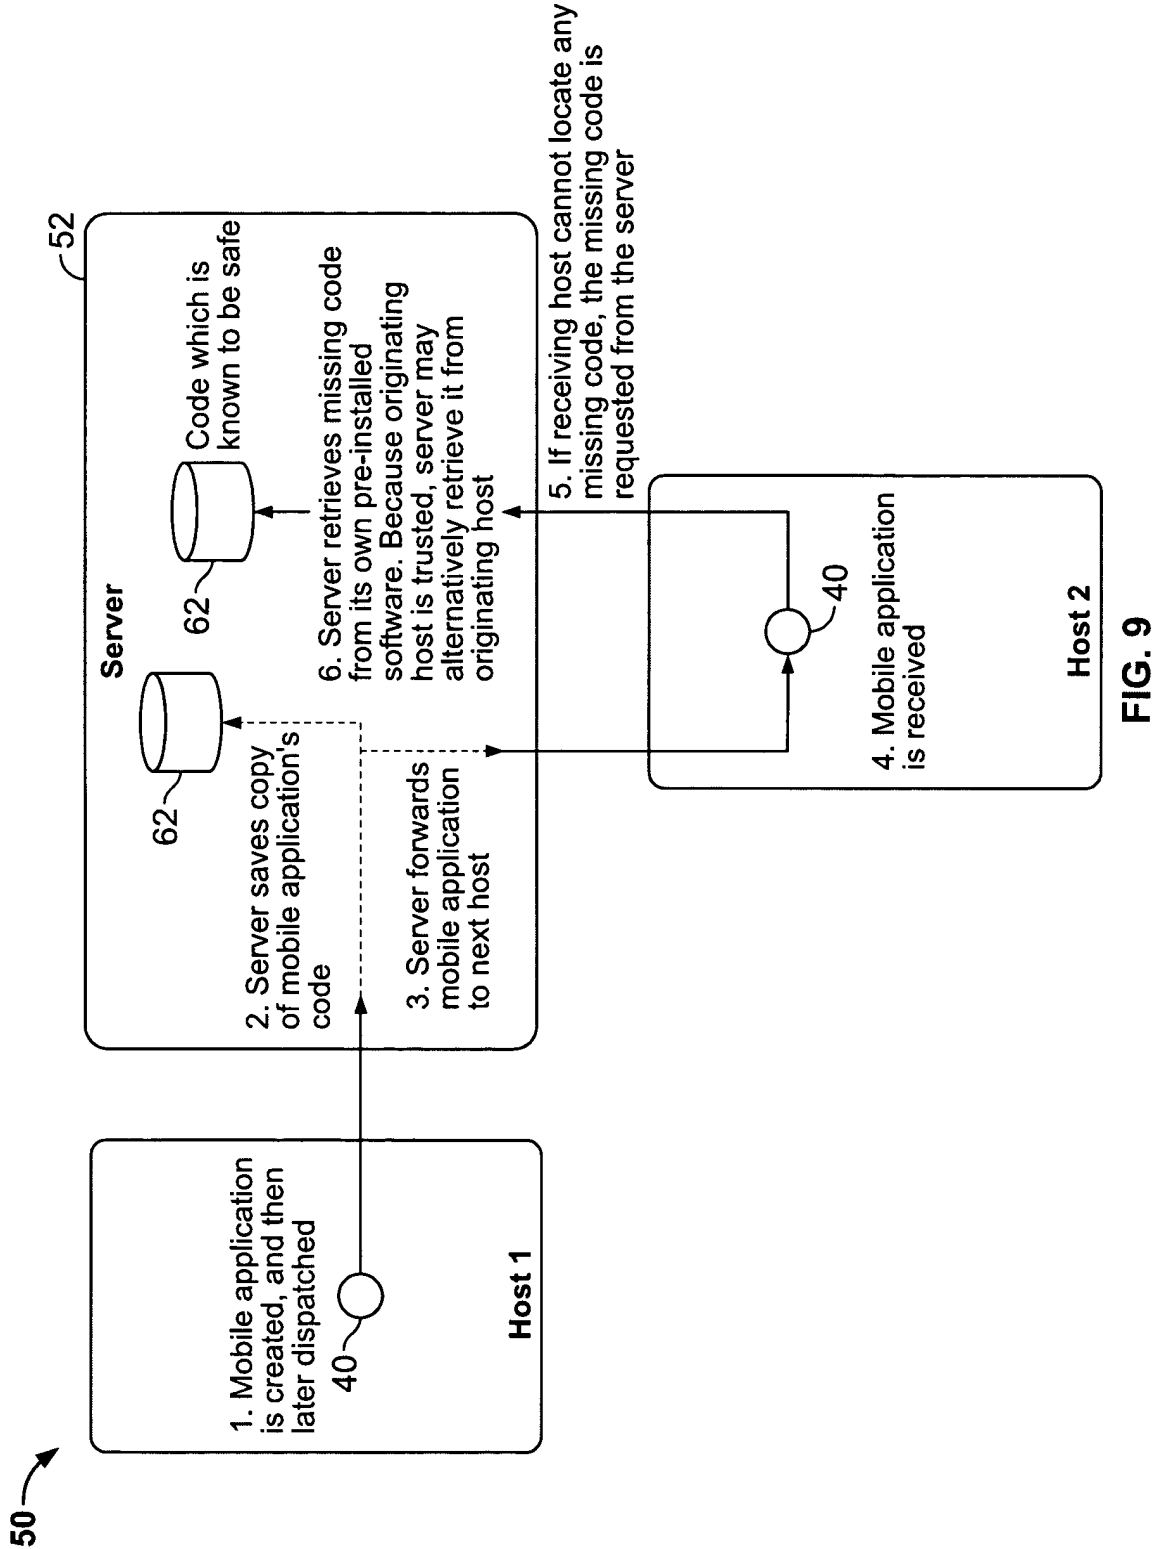 50
52
Server
62
62
Code which is
known to be safe
2. Server saves copy
of mobile application's
code
3. Server forwards
mobile application
to next host
6. Server retrieves missing code
from its own pre-installed
software. Because originating
host is trusted, server may
alternatively retrieve it from
originating host
1. Mobile application
is created, and then
later dispatched
40
Host 1
5. If receiving host cannot locate any
missing code, the missing code is
requested from the server
40
4. Mobile application
is received
Host 2
FIG. 9